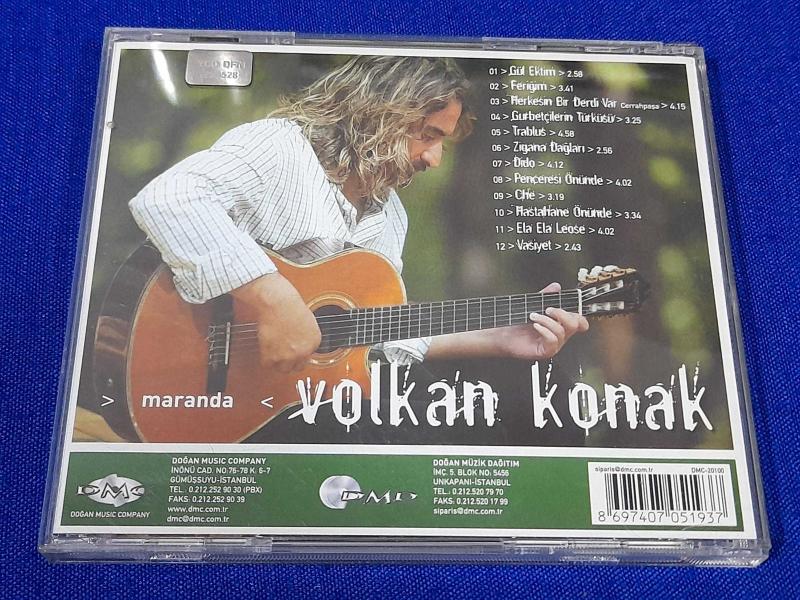 01 > Gül Ektim > 2.58
02 > Feriğim > 3.41
03 > Herkesin Bir Derdi Var Cerrahpaşa > 4.15
04 > Gurbetçilerin Türküsü > 3.25
05 > Trablus > 4.58
06 > Zigana Dağları > 2.56
07 > Dido > 4.12
08 > Penceresi Önünde > 4.02
09 > Che > 3.19
10 > Hastahane Önünde > 3.34
11 > Ela Ela Leose > 4.02
12 > Vasiyet > 2.43
> maranda < volkan konak
DMC
DOĞAN MUSIC COMPANY
DOĞAN MUSIC COMPANY
İNÖNÜ CAD. NO:76-78 K. 6-7
GÜMÜŞSUYU-İSTANBUL
TEL.: 0.212.252 90 30 (PBX)
FAKS. 0.212.252 90 39
www.dmc.com.tr
dmc@dmc.com.tr
DMD
DOĞAN MÜZİK DAĞITIM
İMÇ. 5. BLOK NO: 5456
UNKAPANI-İSTANBUL
TEL: 0.212.520 79 70
FAKS: 0.212.520 17 99
siparis@dmc.com.tr
siparis@dmc.com.tr DMC-20100
8 697407 051937